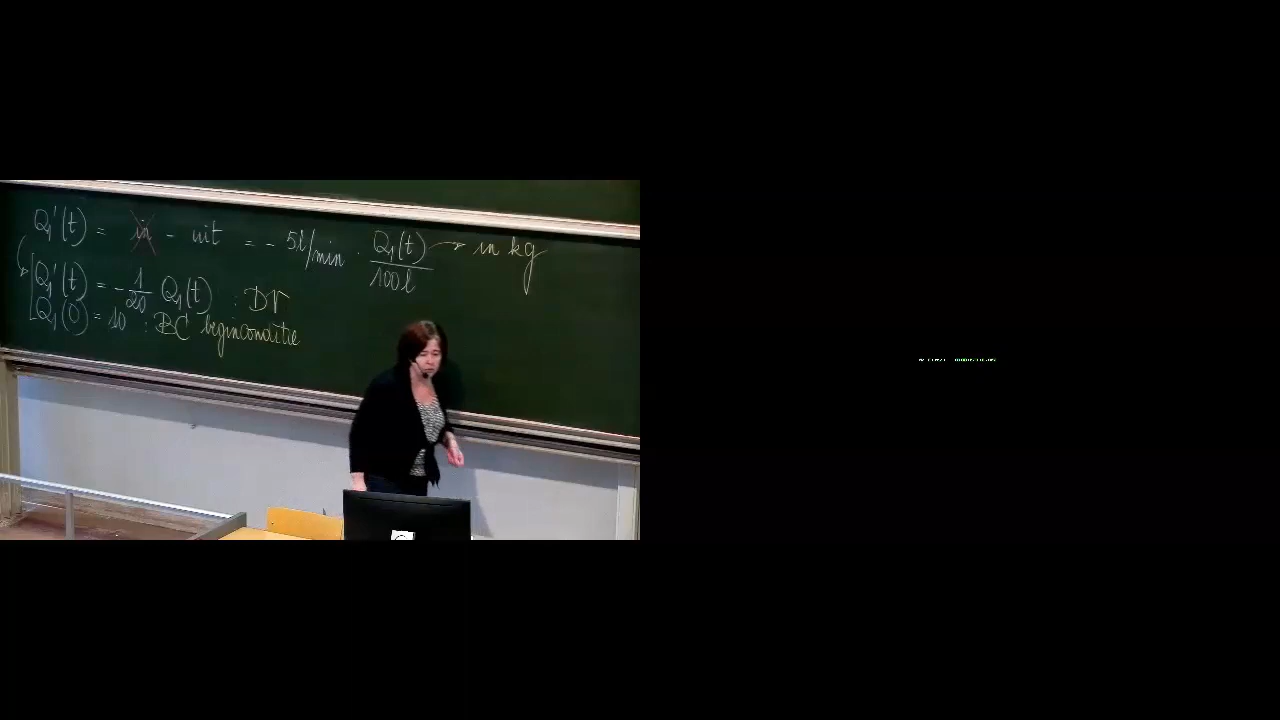 Q₁'(t) = in - uit = - 5l/min · Q₁(t)/100l → in kg
Q₁'(t) = - 1/20 Q₁(t) : DV
Q₁(0) = 10 : BC beginconditie